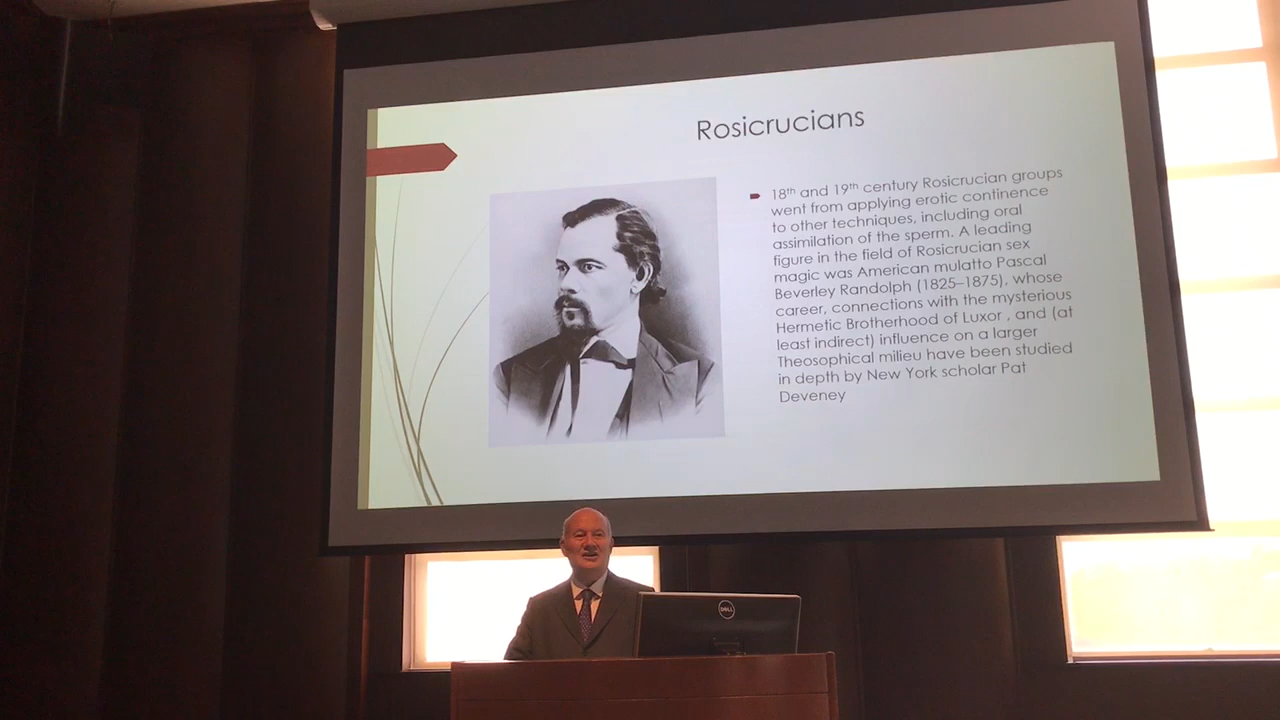 Rosicrucians
18th and 19th century Rosicrucian groups
went from applying erotic continence
to other techniques, including oral
assimilation of the sperm. A leading
figure in the field of Rosicrucian sex
magic was American mulatto Pascal
Beverley Randolph (1825–1875), whose
career, connections with the mysterious
Hermetic Brotherhood of Luxor , and (at
least indirect) influence on a larger
Theosophical milieu have been studied
in depth by New York scholar Pat
Deveney
DELL